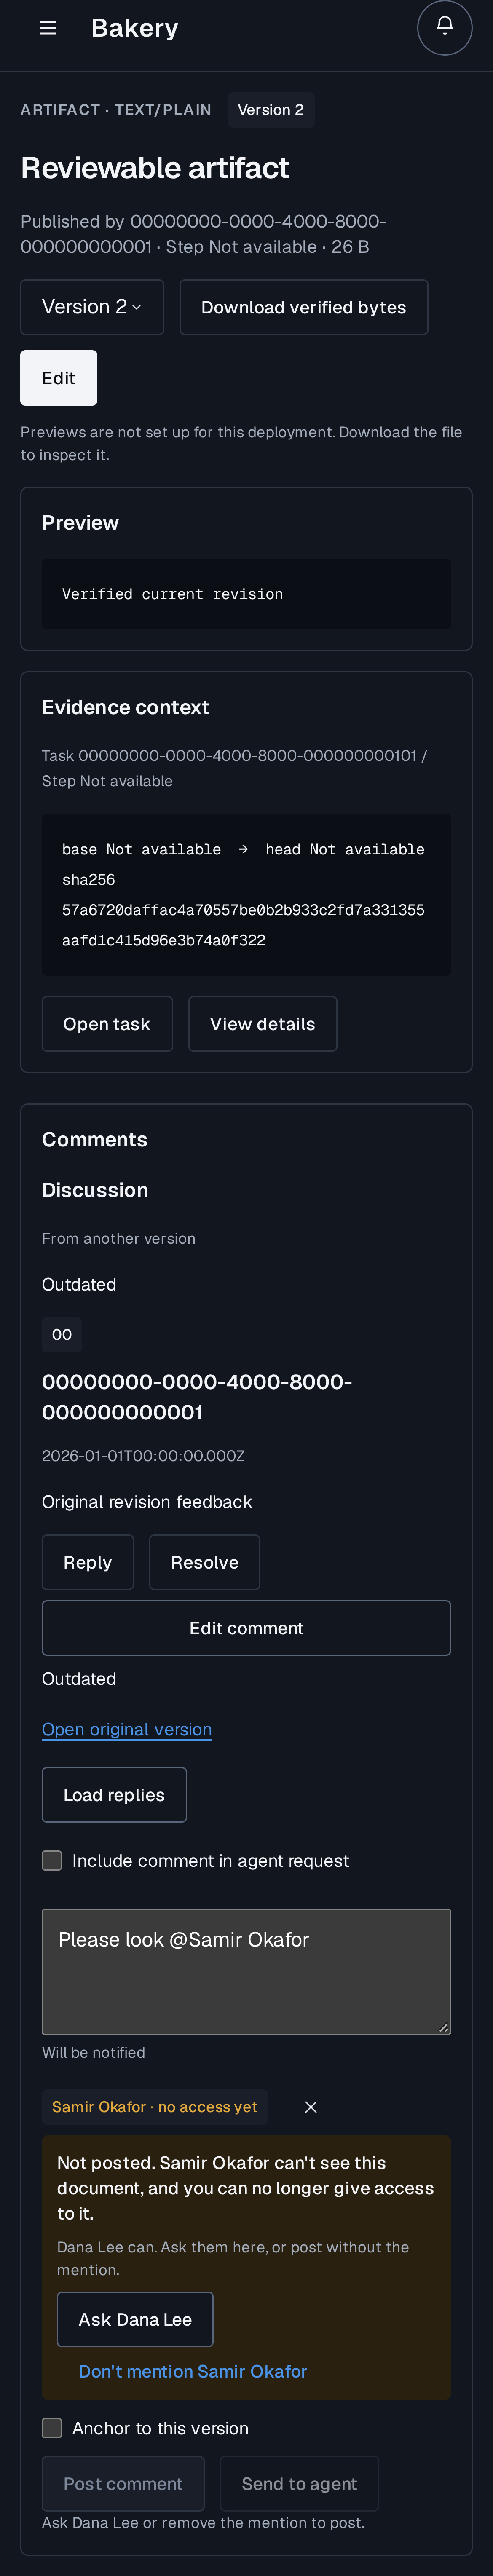 Bakery
ARTIFACT · TEXT/PLAIN
Version 2
Reviewable artifact
Published by 00000000-0000-4000-8000-
000000000001 · Step Not available · 26 B
Version 2
Download verified bytes
Edit
Previews are not set up for this deployment. Download the file
to inspect it.
Preview
Verified current revision
Evidence context
Task 00000000-0000-4000-8000-000000000101 /
Step Not available
base Not available → head Not available
sha256
57a6720daffac4a70557be0b2b933c2fd7a331355
aafd1c415d96e3b74a0f322
Open task
View details
Comments
Discussion
From another version
Outdated
00
00000000-0000-4000-8000-
000000000001
2026-01-01T00:00:00.000Z
Original revision feedback
Reply
Resolve
Edit comment
Outdated
Open original version
Load replies
Include comment in agent request
Please look @Samir Okafor
Will be notified
Samir Okafor · no access yet
Not posted. Samir Okafor can't see this
document, and you can no longer give access
to it.
Dana Lee can. Ask them here, or post without the
mention.
Ask Dana Lee
Don't mention Samir Okafor
Anchor to this version
Post comment
Send to agent
Ask Dana Lee or remove the mention to post.